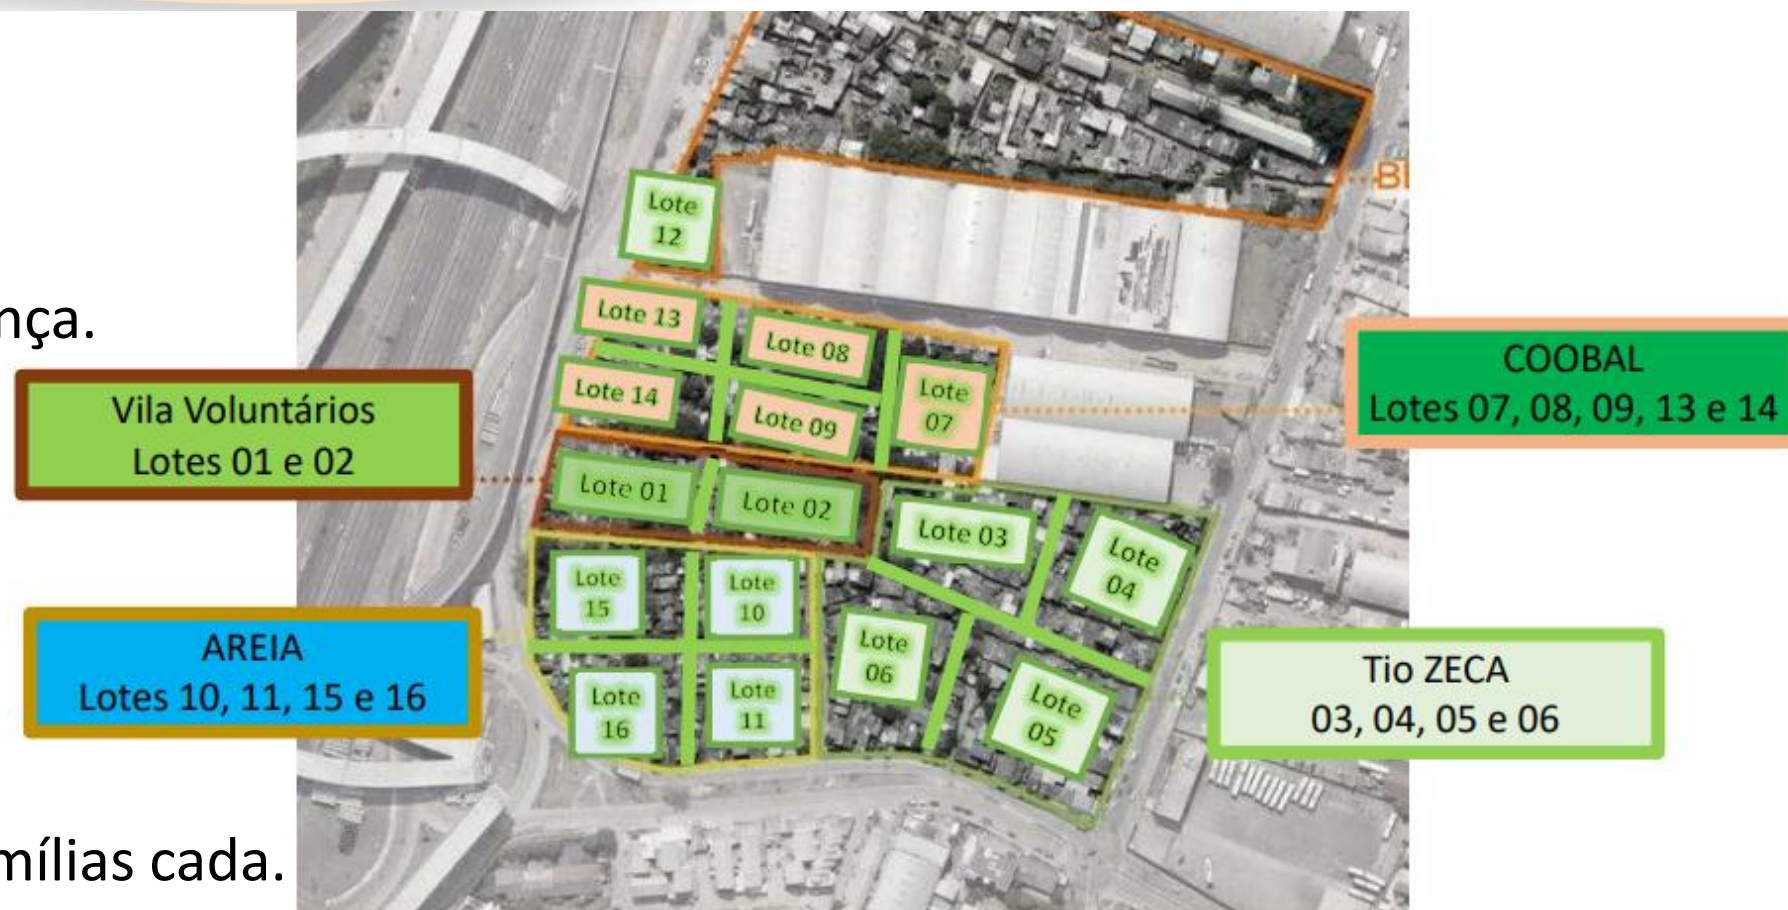 BI
Lote
12
nça.
Lote 13
Lote 08
Lote 14
Lote 09
Lote
07
COOBAL
Lotes 07, 08, 09, 13 e 14
Vila Voluntários
Lotes 01 e 02
Lote 01
Lote 02
Lote 03
Lote
04
Lote
15
Lote
10
Lote
06
Lote
05
Lote
16
Lote
11
AREIA
Lotes 10, 11, 15 e 16
Tio ZECA
03, 04, 05 e 06
mílias cada.